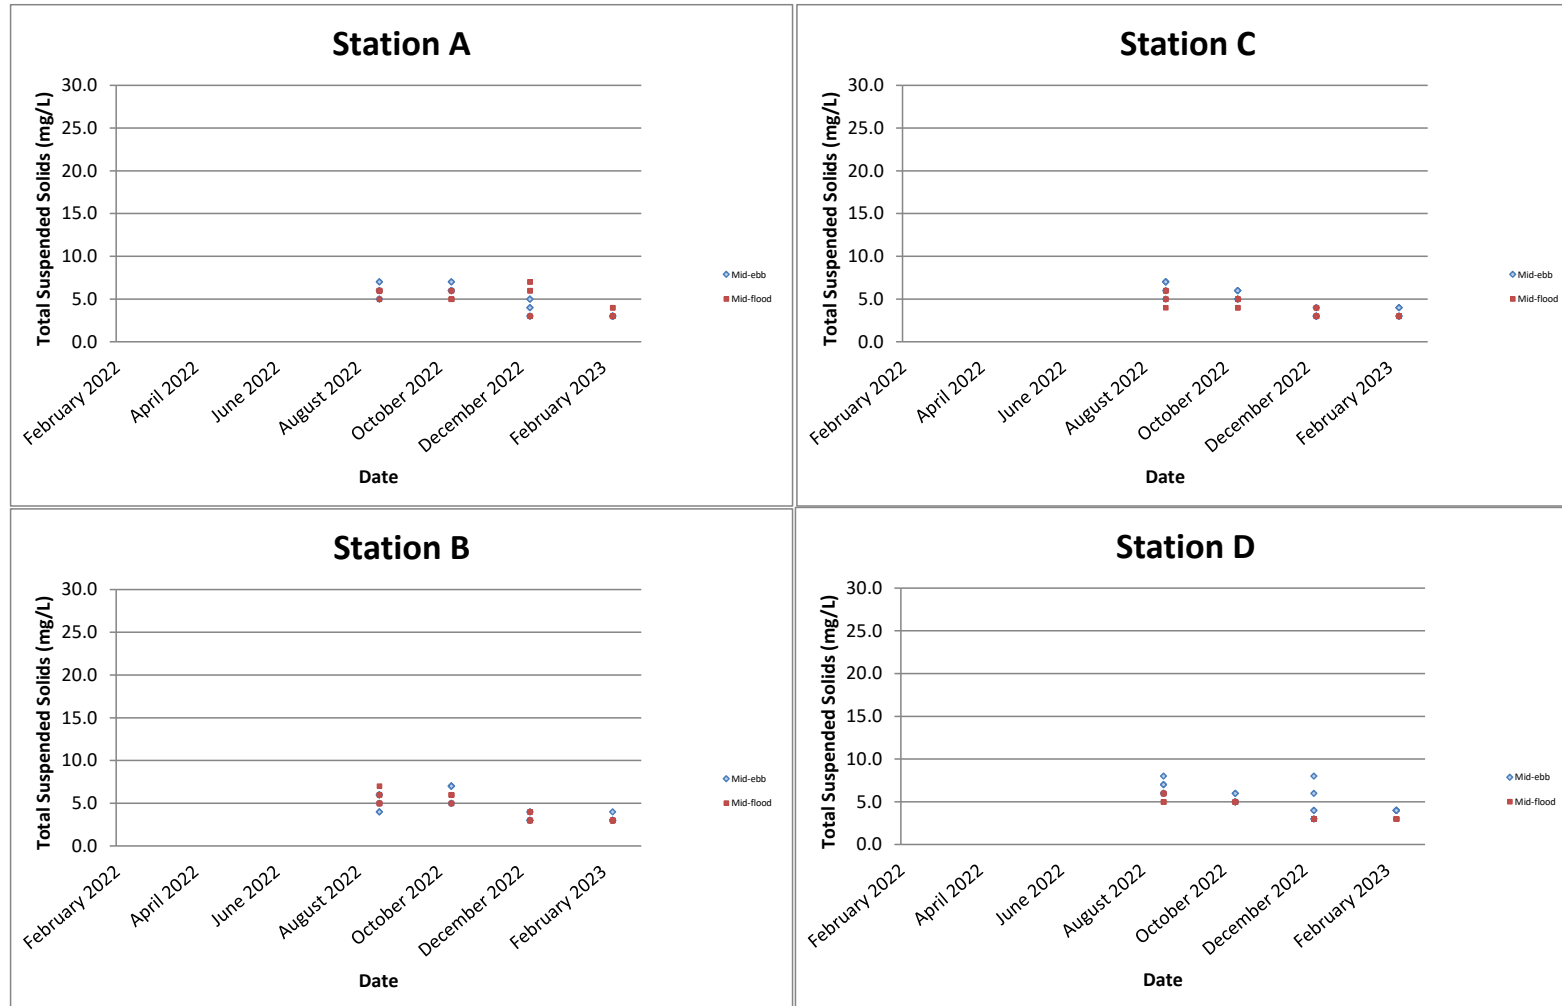 Station A
Total Suspended Solids (mg/L)
30.0
25.0
20.0
15.0
10.0
5.0
0.0
February 2022
April 2022
June 2022
August 2022
October 2022
December 2022
February 2023
Date
Mid-ebb
Mid-flood
Station C
Total Suspended Solids (mg/L)
30.0
25.0
20.0
15.0
10.0
5.0
0.0
February 2022
April 2022
June 2022
August 2022
October 2022
December 2022
February 2023
Date
Mid-ebb
Mid-flood
Station B
Total Suspended Solids (mg/L)
30.0
25.0
20.0
15.0
10.0
5.0
0.0
February 2022
April 2022
June 2022
August 2022
October 2022
December 2022
February 2023
Date
Mid-ebb
Mid-flood
Station D
Total Suspended Solids (mg/L)
30.0
25.0
20.0
15.0
10.0
5.0
0.0
February 2022
April 2022
June 2022
August 2022
October 2022
December 2022
February 2023
Date
Mid-ebb
Mid-flood